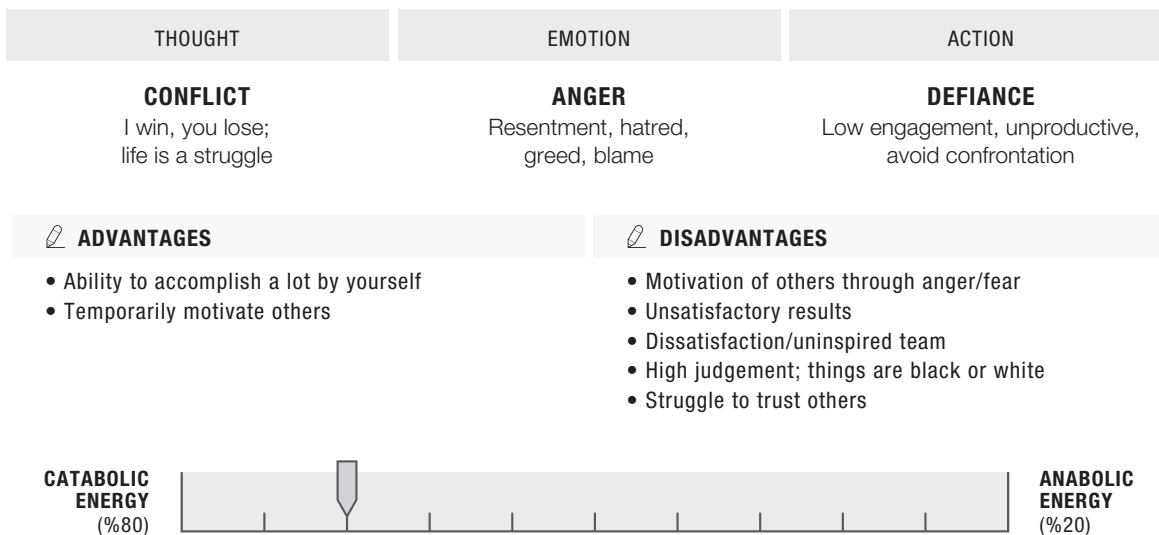 THOUGHT
EMOTION
ACTION
CONFLICT
I win, you lose;
life is a struggle
ANGER
Resentment, hatred,
greed, blame
DEFIANCE
Low engagement, unproductive,
avoid confrontation
ADVANTAGES
• Ability to accomplish a lot by yourself
• Temporarily motivate others
DISADVANTAGES
• Motivation of others through anger/fear
• Unsatisfactory results
• Dissatisfaction/uninspired team
• High judgement; things are black or white
• Struggle to trust others
CATABOLIC
ENERGY
(%80)
ANABOLIC
ENERGY
(%20)